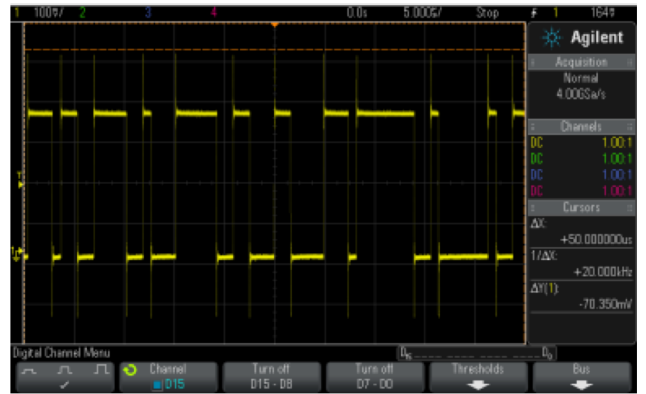 1 100▽/ 2 3 4 0.0s 5.000s/ Stop 1 164▽
Agilent
Acquisition
Normal
4.00GSa/s
Channels
DC 1.00:1
DC 1.00:1
DC 1.00:1
DC 1.00:1
Cursors
ΔX:
+50.000000us
1/ΔX:
+20.000kHz
ΔY(1):
-70.350mV
Digital Channel Menu D15 D0
Channel Turn off Turn off Thresholds Bus
D15 D15 - D8 D7 - D0